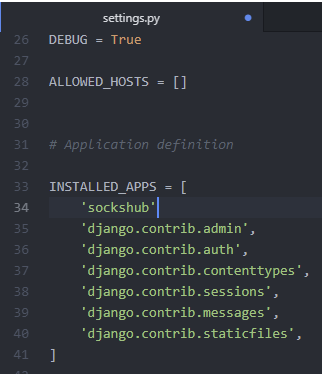 settings.py
26 DEBUG = True
27
28 ALLOWED_HOSTS = []
29
30
31 # Application definition
32
33 INSTALLED_APPS = [
34     'sockshub'
35     'django.contrib.admin',
36     'django.contrib.auth',
37     'django.contrib.contenttypes',
38     'django.contrib.sessions',
39     'django.contrib.messages',
40     'django.contrib.staticfiles',
41 ]
42